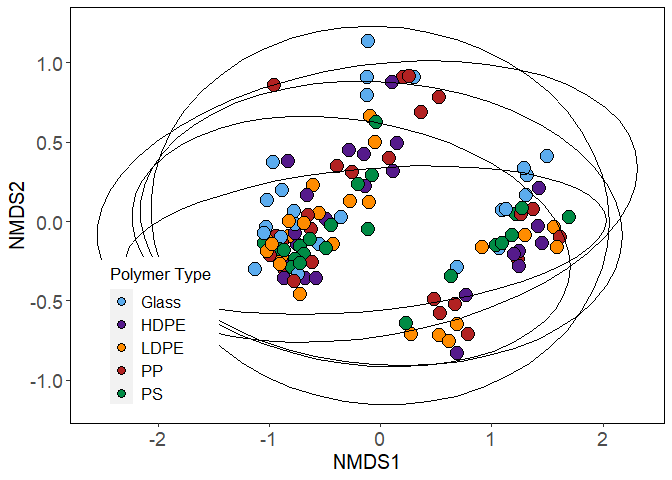 1.0
0.5
0.0
-0.5
-1.0
NMDS2
Polymer Type
Glass
HDPE
LDPE
PP
PS
-2 -1 0 1 2
NMDS1